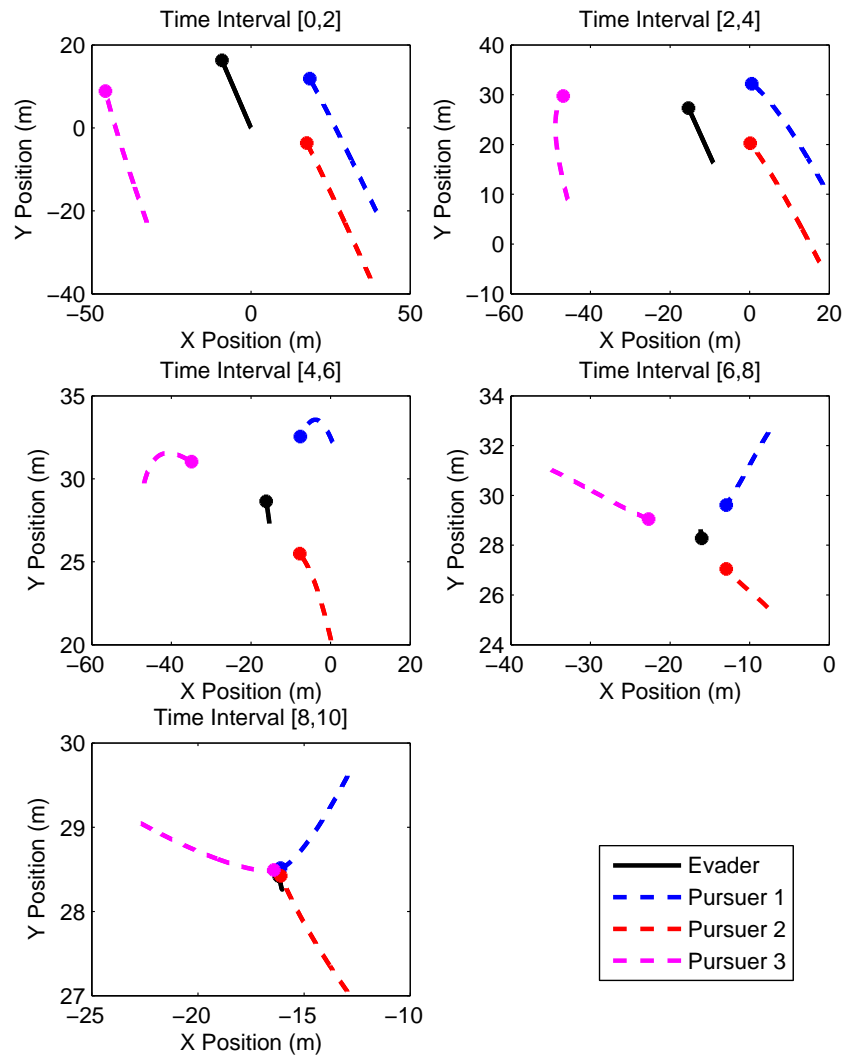 Time Interval [0,2]
20
0
−20
−40
−50
0
50
Y Position (m)
X Position (m)
Time Interval [2,4]
40
30
20
10
0
−10
−60
−40
−20
0
20
Y Position (m)
X Position (m)
Time Interval [4,6]
35
30
25
20
−60
−40
−20
0
20
Y Position (m)
X Position (m)
Time Interval [6,8]
34
32
30
28
26
24
−40
−30
−20
−10
0
Y Position (m)
X Position (m)
Time Interval [8,10]
30
29
28
27
−25
−20
−15
−10
Y Position (m)
X Position (m)
Evader
Pursuer 1
Pursuer 2
Pursuer 3